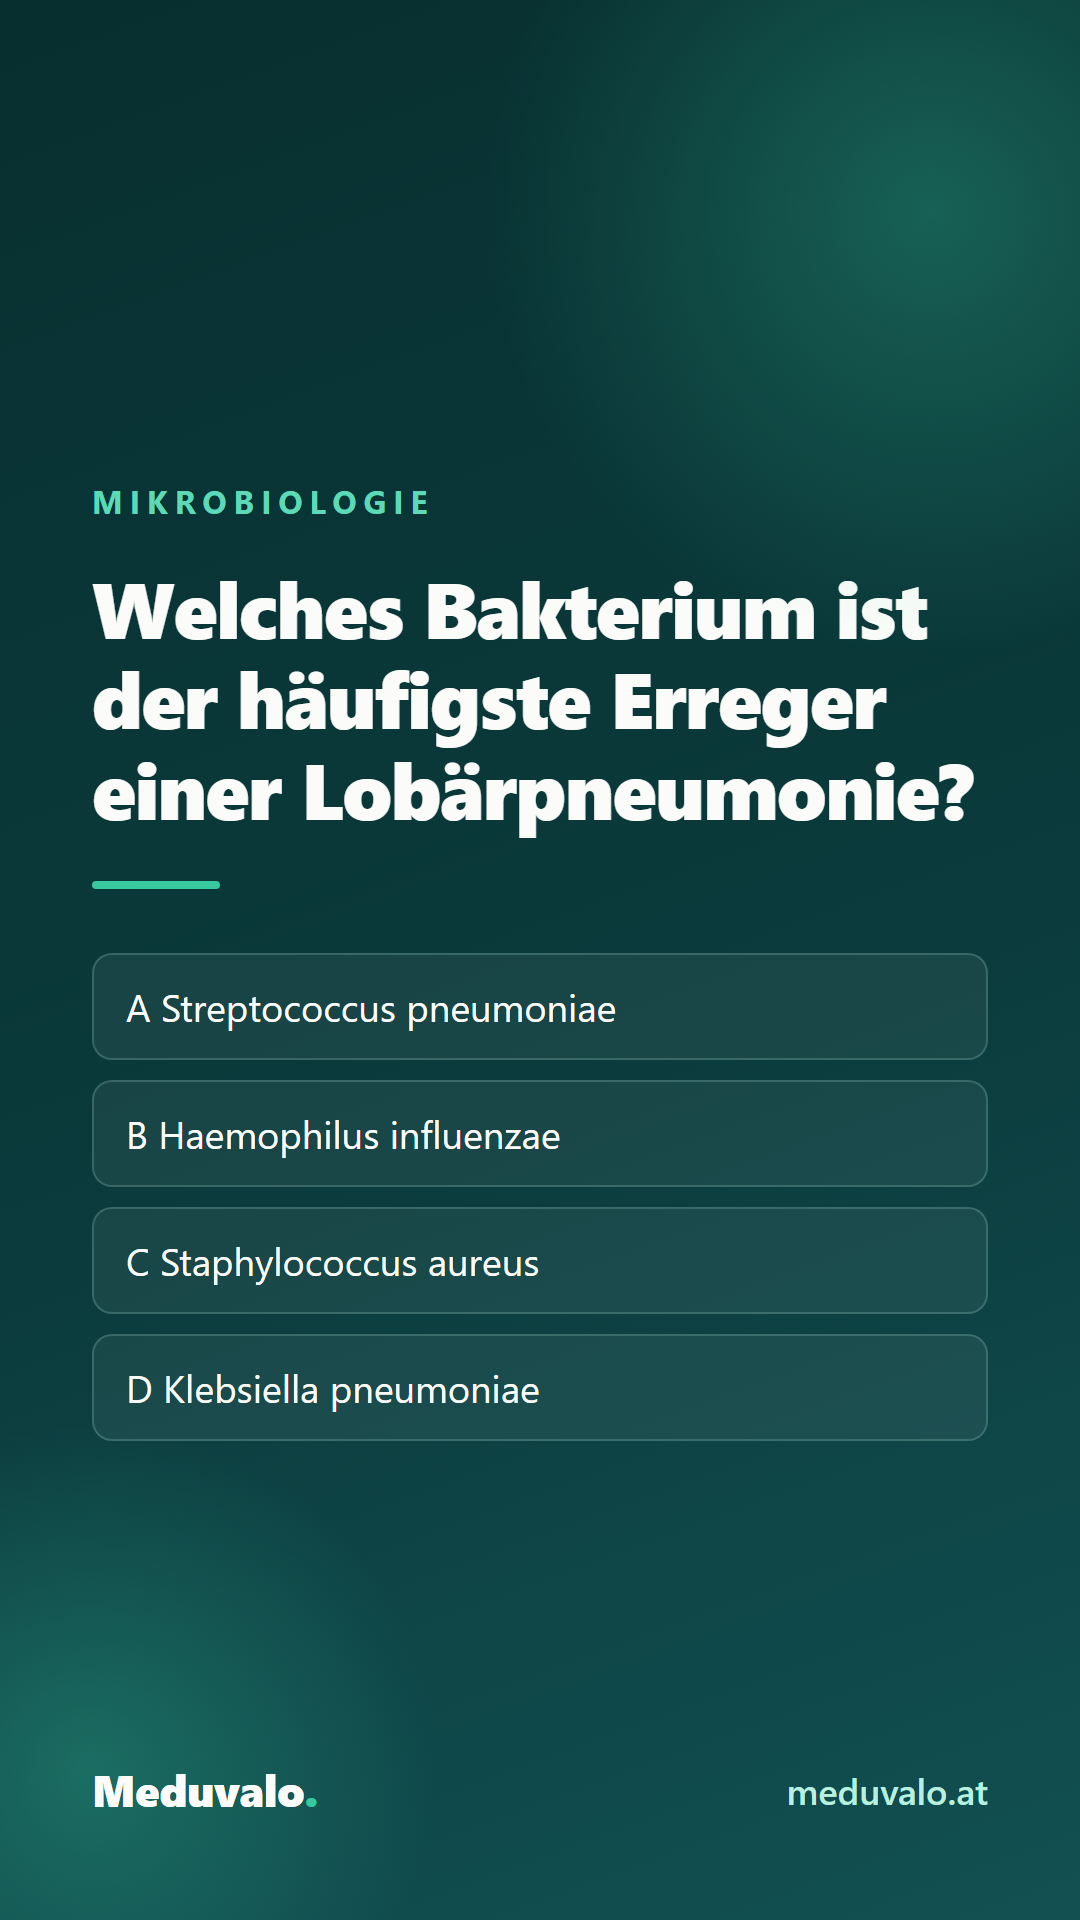 MIKROBIOLOGIE
Welches Bakterium ist
der häufigste Erreger
einer Lobärpneumonie?
A Streptococcus pneumoniae
B Haemophilus influenzae
C Staphylococcus aureus
D Klebsiella pneumoniae
Meduvalo.
meduvalo.at